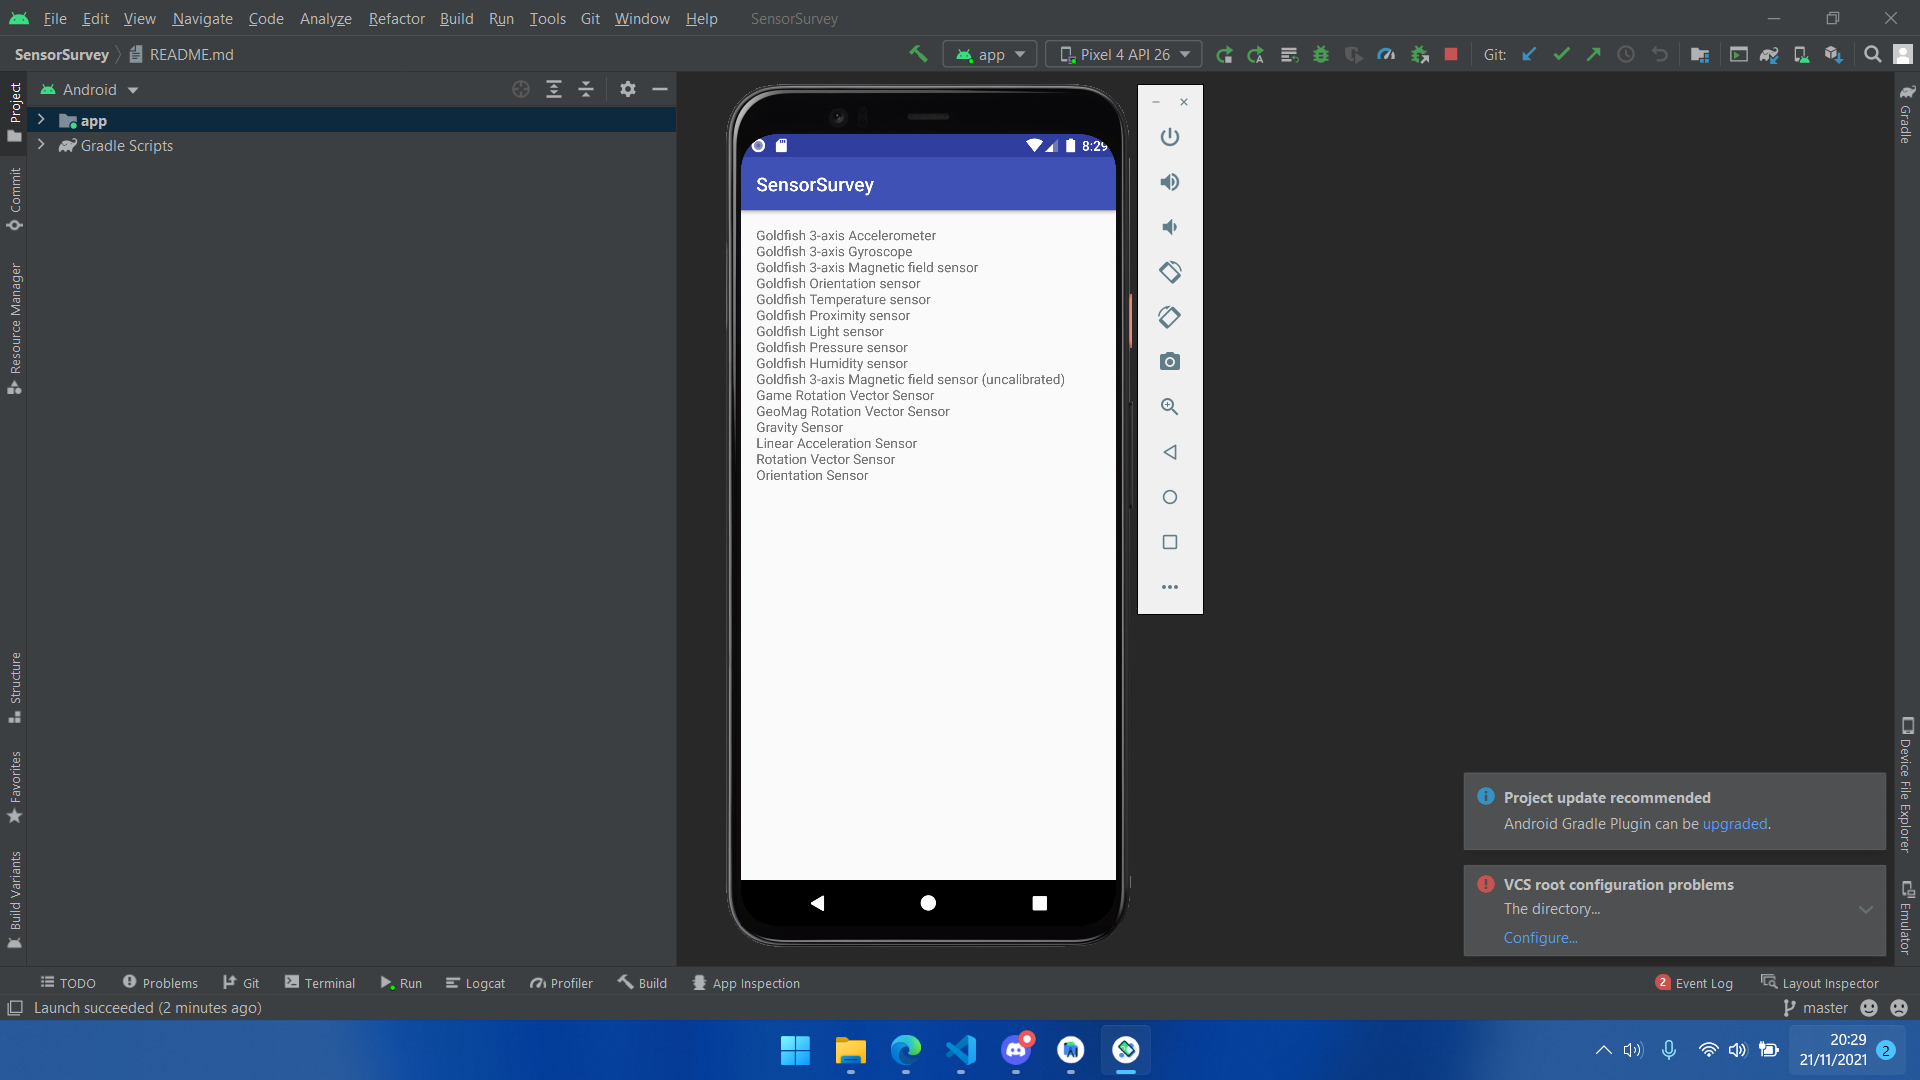 File Edit View Navigate Code Analyze Refactor Build Run Tools Git Window Help SensorSurvey
SensorSurvey README.md
app
Pixel 4 API 26
Git:
Project
Commit
Resource Manager
Structure
Favorites
Build Variants
Android
app
Gradle Scripts
8:29
SensorSurvey
Goldfish 3-axis Accelerometer
Goldfish 3-axis Gyroscope
Goldfish 3-axis Magnetic field sensor
Goldfish Orientation sensor
Goldfish Temperature sensor
Goldfish Proximity sensor
Goldfish Light sensor
Goldfish Pressure sensor
Goldfish Humidity sensor
Goldfish 3-axis Magnetic field sensor (uncalibrated)
Game Rotation Vector Sensor
GeoMag Rotation Vector Sensor
Gravity Sensor
Linear Acceleration Sensor
Rotation Vector Sensor
Orientation Sensor
Gradle
Device File Explorer
Emulator
Project update recommended
Android Gradle Plugin can be upgraded.
VCS root configuration problems
The directory...
Configure...
TODO Problems Git Terminal Run Logcat Profiler Build App Inspection
2 Event Log Layout Inspector
Launch succeeded (2 minutes ago)
master
20:29
21/11/2021
2